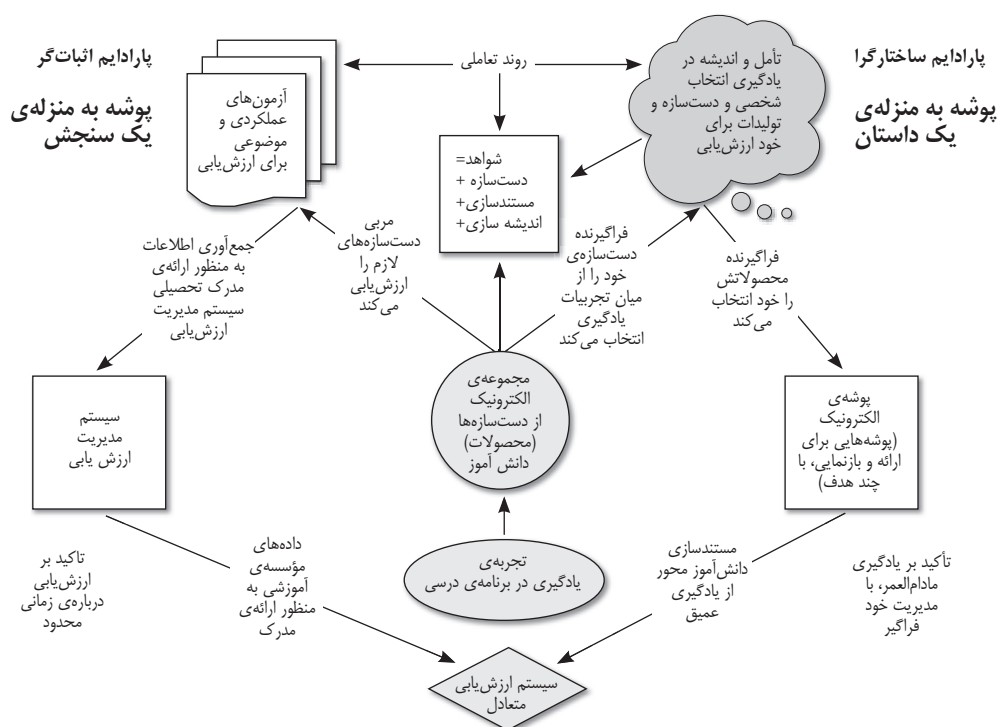 پارادایم ساختارگرا
پوشه به منزله‌ی
یک داستان
تأمل و اندیشه در
یادگیری انتخاب
شخصی و دست‌سازه و
تولیدات برای
خود ارزش‌یابی
روند تعاملی
پارادایم اثبات‌گر
پوشه به منزله‌ی
یک سنجش
آزمون‌های
عملکردی و
موضوعی
برای ارزش‌یابی
شواهد=
دست‌سازه +
مستندسازی+
اندیشه سازی+
فراگیرنده
محصولاتش
را خود انتخاب
می‌کند
فراگیرنده
دست‌سازه‌ی
خود را از
میان تجربیات
یادگیری
انتخاب می‌کند
مربی
دست‌سازه‌های
لازم را
ارزش‌یابی
می‌کند
جمع‌آوری اطلاعات
به منظور ارائه‌ی
مدرک تحصیلی
سیستم مدیریت
ارزش‌یابی
پوشه‌ی
الکترونیک
(پوشه‌هایی برای
ارائه و بازنمایی، با
چند هدف)
مجموعه‌ی
الکترونیک
از دست‌سازه‌ها
(محصولات)
دانش آموز
سیستم
مدیریت
ارزش یابی
تأکید بر یادگیری
مادام‌العمر، با
مدیریت خود
فراگیر
مستندسازی
دانش‌آموز محور
از یادگیری
عمیق
تجربه‌ی
یادگیری در برنامه‌ی درسی
داده‌های
مؤسسه‌ی
آموزشی به
منظور ارائه‌ی
مدرک
تاکید بر
ارزش‌یابی
درباره‌ی زمانی
محدود
سیستم ارزش‌یابی
متعادل